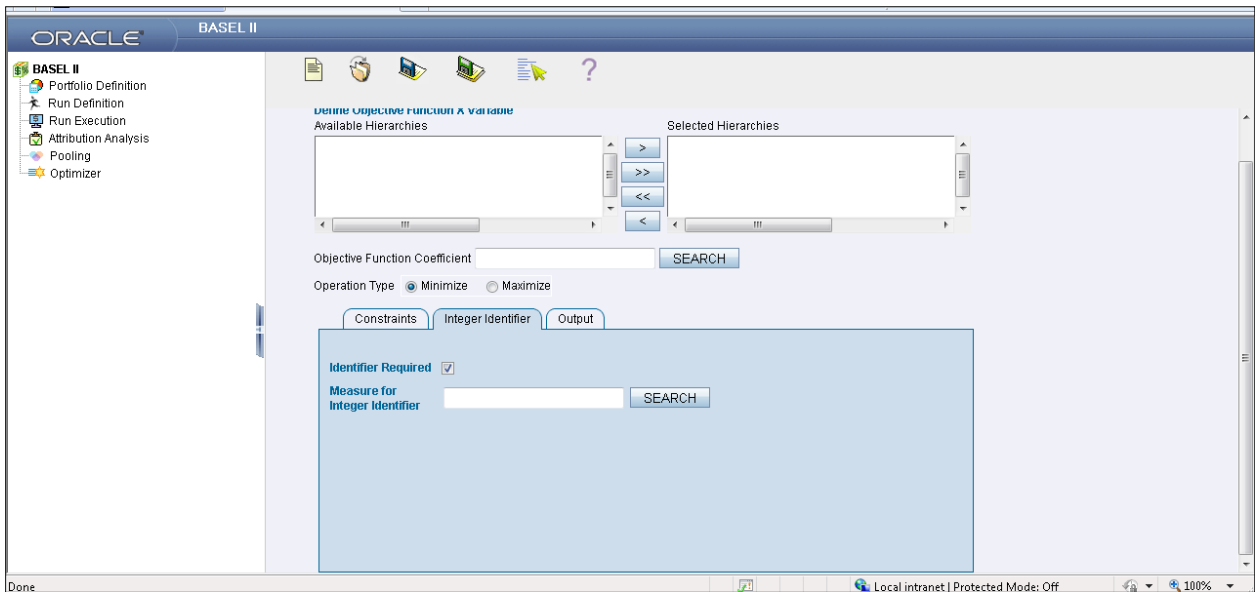 ORACLE
BASEL II
BASEL II
Portfolio Definition
Run Definition
Run Execution
Attribution Analysis
Pooling
Optimizer
?
Define Objective Function X Variable
Available Hierarchies
Selected Hierarchies
>
>>
<<
<
Objective Function Coefficient
SEARCH
Operation Type
Minimize
Maximize
Constraints
Integer Identifier
Output
Identifier Required
Measure for
Integer Identifier
SEARCH
Done
Local intranet | Protected Mode: Off
100%